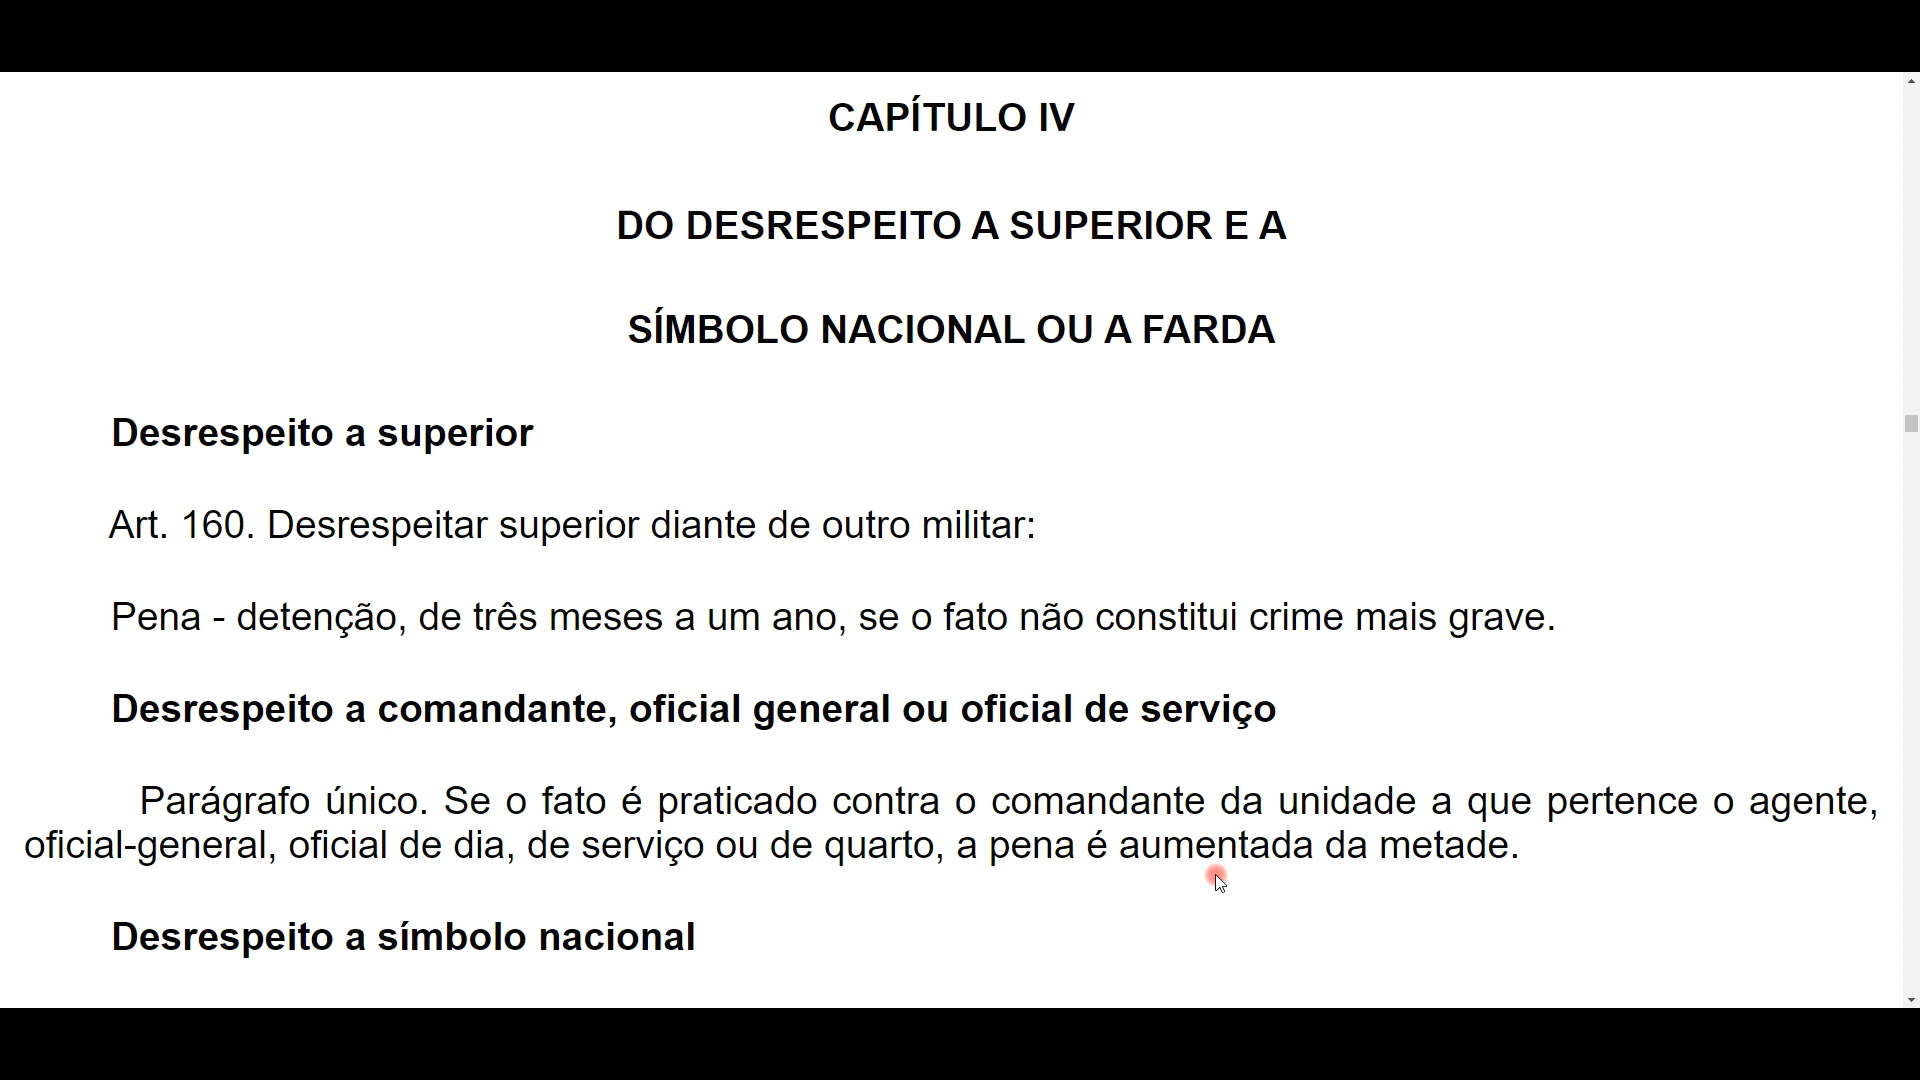 CAPÍTULO IV
DO DESRESPEITO A SUPERIOR E A
SÍMBOLO NACIONAL OU A FARDA
Desrespeito a superior
Art. 160. Desrespeitar superior diante de outro militar:
Pena - detenção, de três meses a um ano, se o fato não constitui crime mais grave.
Desrespeito a comandante, oficial general ou oficial de serviço
Parágrafo único. Se o fato é praticado contra o comandante da unidade a que pertence o agente,
oficial-general, oficial de dia, de serviço ou de quarto, a pena é aumentada da metade.
Desrespeito a símbolo nacional